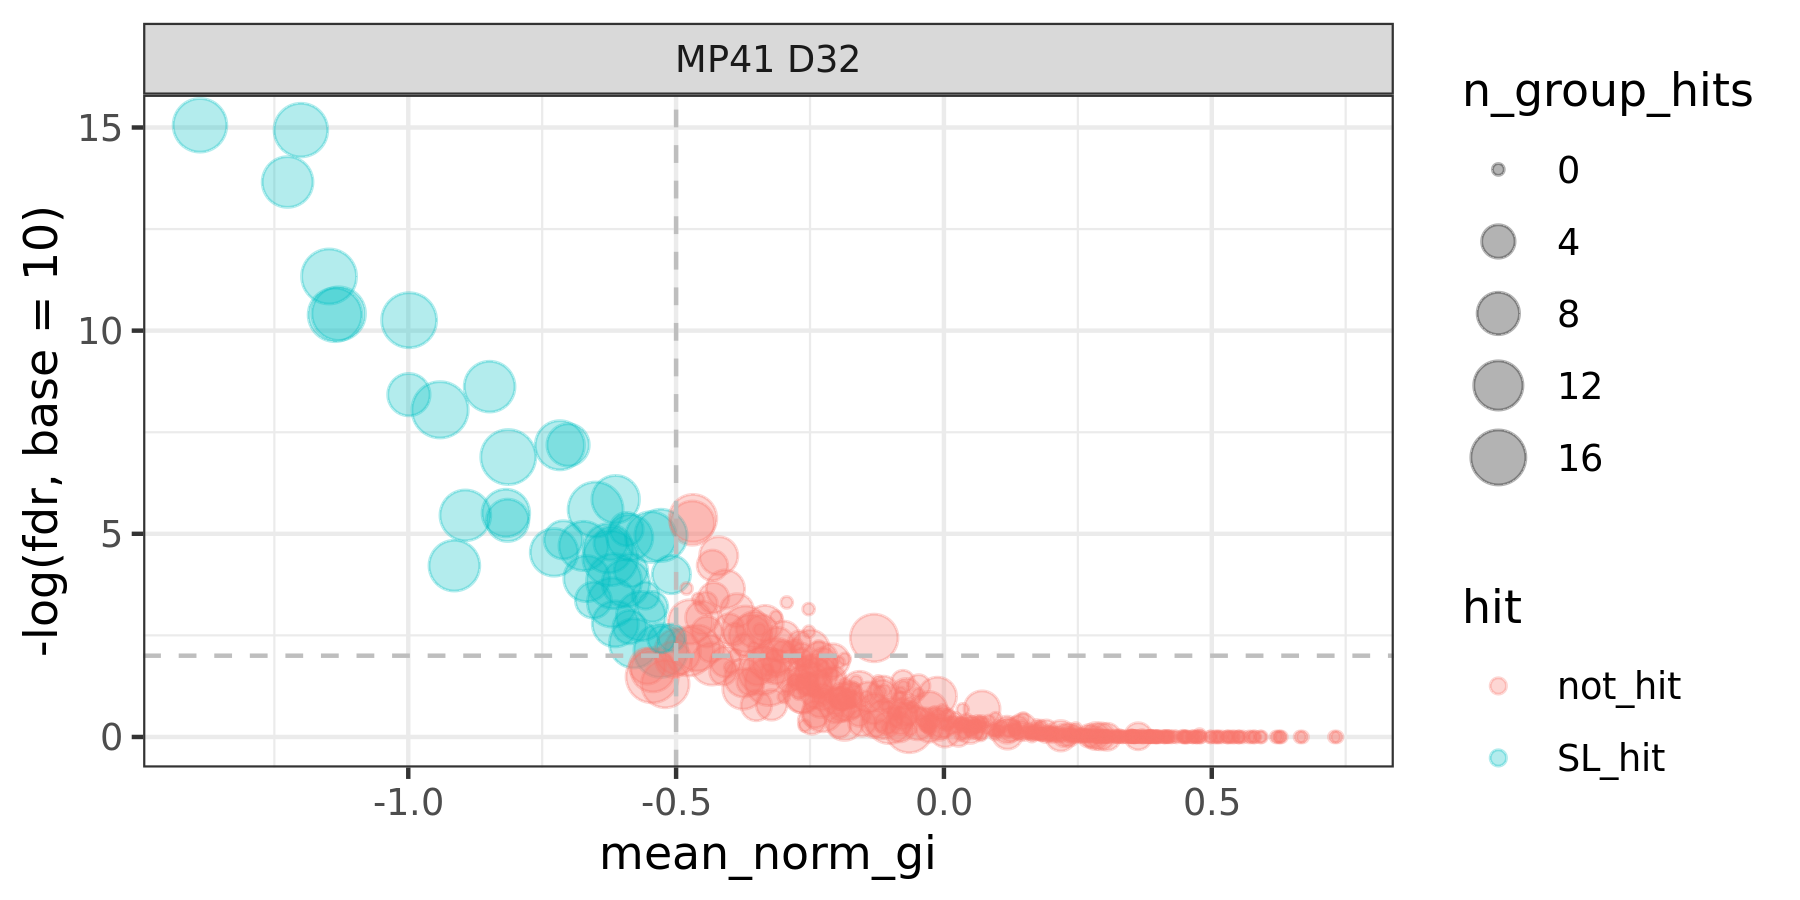 MP41 D32
-log(fdr, base = 10)
15
10
5
0
-1.0
-0.5
0.0
0.5
mean_norm_gi
n_group_hits
0
4
8
12
16
hit
not_hit
SL_hit